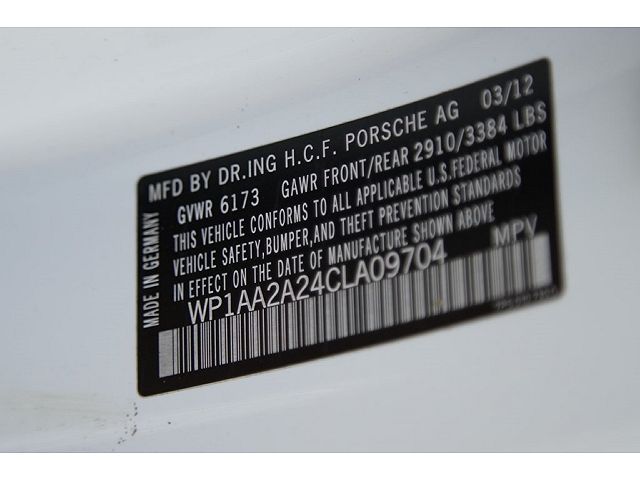 MFD BY DR.ING H.C.F. PORSCHE AG 03/12
GVWR 6173 GAWR FRONT/REAR 2910/3384 LBS
THIS VEHICLE CONFORMS TO ALL APPLICABLE U.S.FEDERAL MOTOR
VEHICLE SAFETY,BUMPER,AND THEFT PREVENTION STANDARDS
IN EFFECT ON THE DATE OF MANUFACTURE SHOWN ABOVE
WP1AA2A24CLA09704 MPV
MADE IN GERMANY